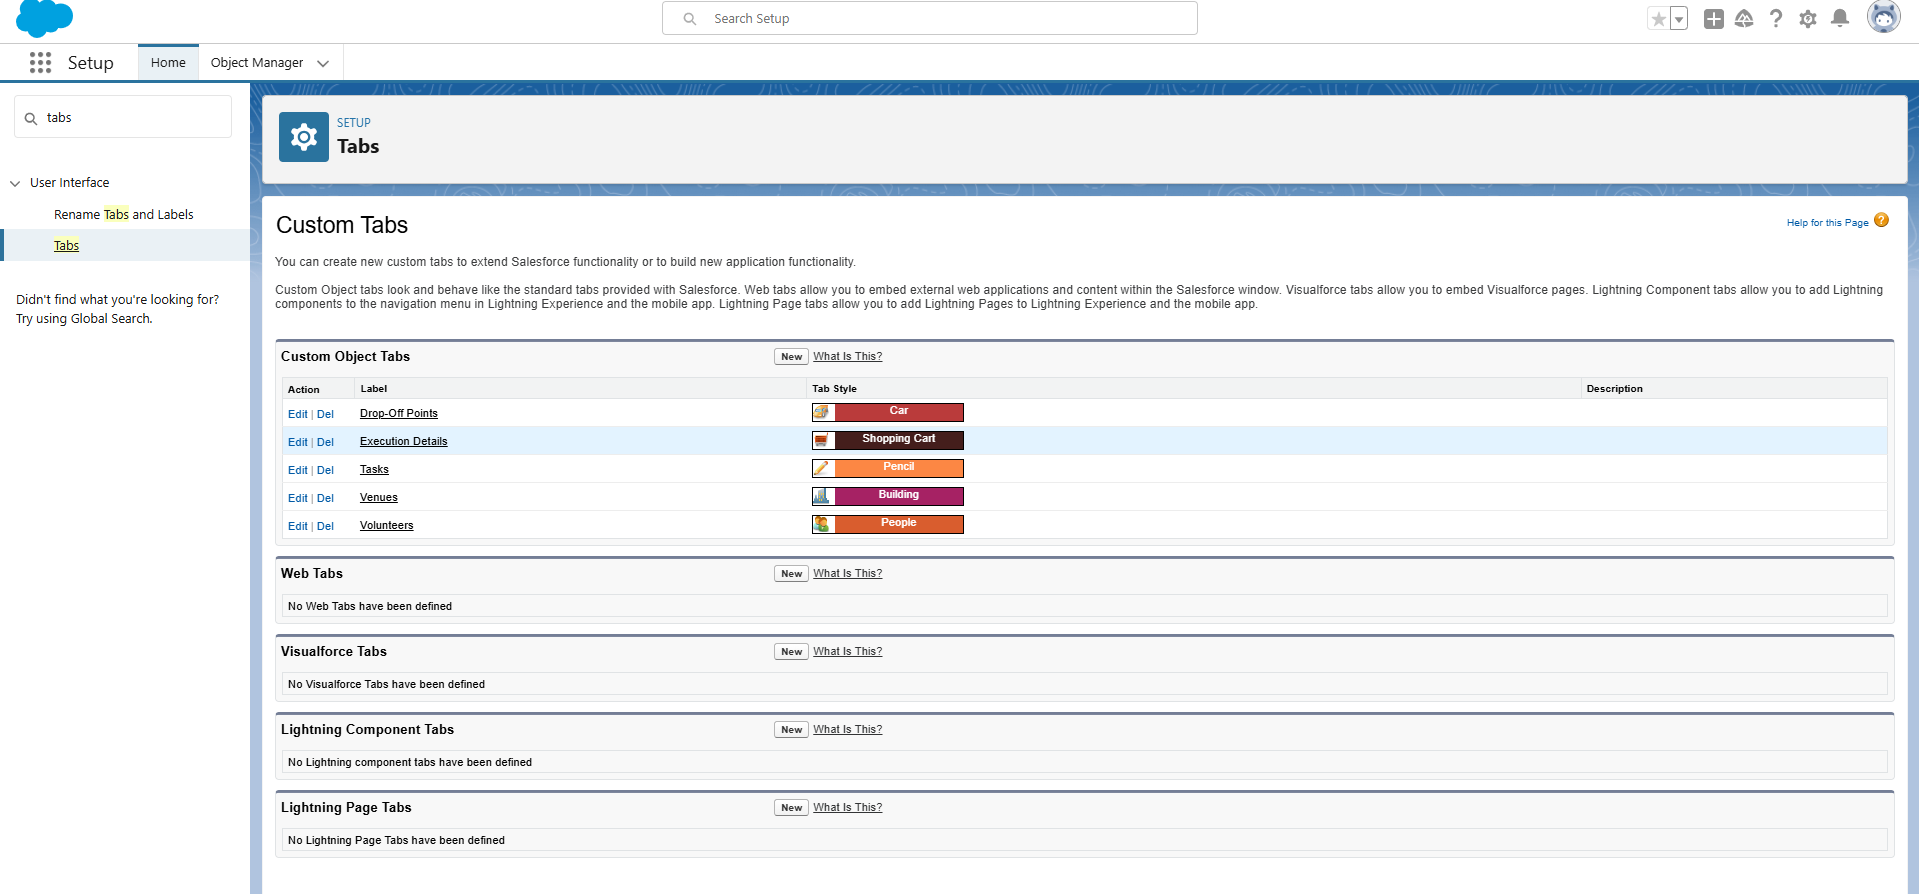 Search Setup
Setup
Home
Object Manager
tabs
User Interface
Rename Tabs and Labels
Tabs
Didn't find what you're looking for?
Try using Global Search.
SETUP
Tabs
Custom Tabs
Help for this Page
?
You can create new custom tabs to extend Salesforce functionality or to build new application functionality.
Custom Object tabs look and behave like the standard tabs provided with Salesforce. Web tabs allow you to embed external web applications and content within the Salesforce window. Visualforce tabs allow you to embed Visualforce pages. Lightning Component tabs allow you to add Lightning
components to the navigation menu in Lightning Experience and the mobile app. Lightning Page tabs allow you to add Lightning Pages to Lightning Experience and the mobile app.
Custom Object Tabs New What Is This?
Action Label Tab Style Description
Edit | Del Drop-Off Points Car
Edit | Del Execution Details Shopping Cart
Edit | Del Tasks Pencil
Edit | Del Venues Building
Edit | Del Volunteers People
Web Tabs New What Is This?
No Web Tabs have been defined
Visualforce Tabs New What Is This?
No Visualforce Tabs have been defined
Lightning Component Tabs New What Is This?
No Lightning component tabs have been defined
Lightning Page Tabs New What Is This?
No Lightning Page Tabs have been defined